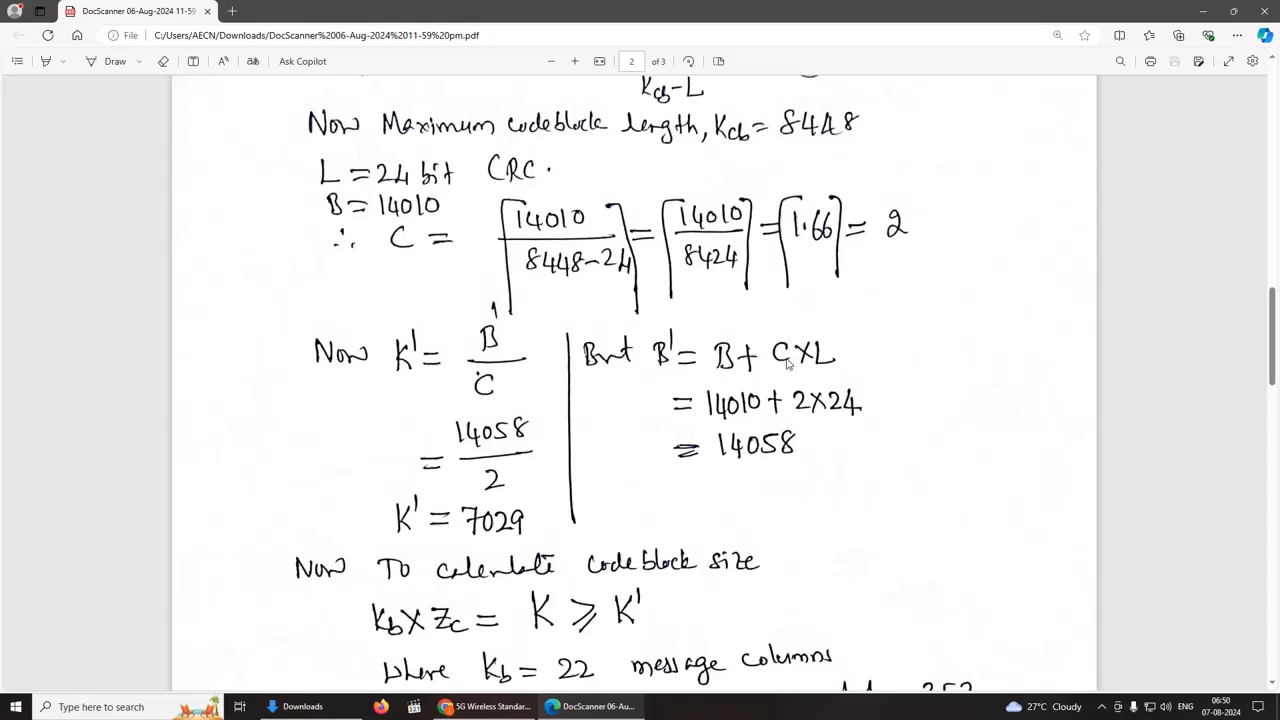 DocScanner 06-Aug-2024 11-59
File C:/Users/AECN/Downloads/DocScanner%2006-Aug-2024%2011-59%20pm.pdf
Draw Ask Copilot 2 of 3
Kcb-L
Now Maximum codeblock length, Kcb = 8448
L = 24 bit CRC.
B = 14010
∴ C = ⌈14010/8448-24⌉ = ⌈14010/8424⌉ = ⌈1.66⌉ = 2
Now K' = B'/C
But B' = B + C×L
= 14010 + 2×24
= 14058
= 14058/2
K' = 7029
Now To calculate codeblock size
Kb × Zc = K ⩾ K'
Where Kb = 22 message columns
Type here to search
Downloads
5G Wireless Standar...
DocScanner 06-Au...
27°C Cloudy
ENG
06:50
07-08-2024